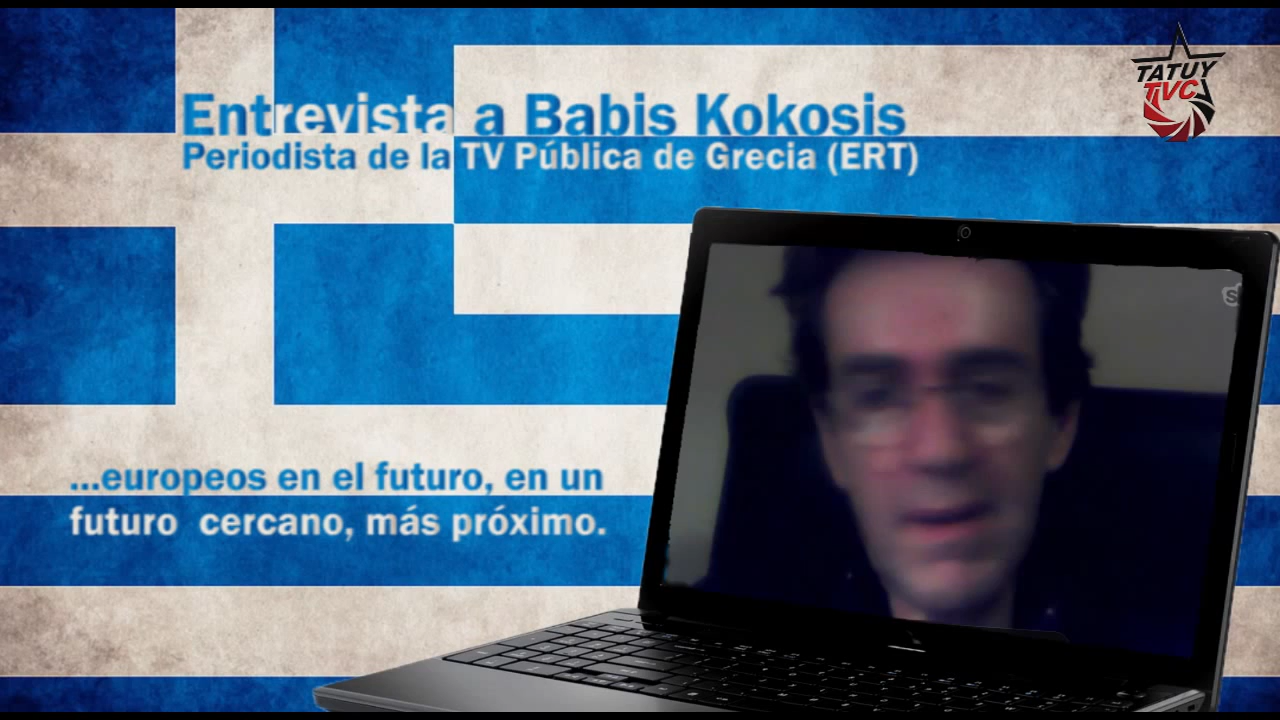 TATUY
TVC
Entrevista a Babis Kokosis
Periodista de la TV Pública de Grecia (ERT)
...europeos en el futuro, en un
futuro cercano, más próximo.